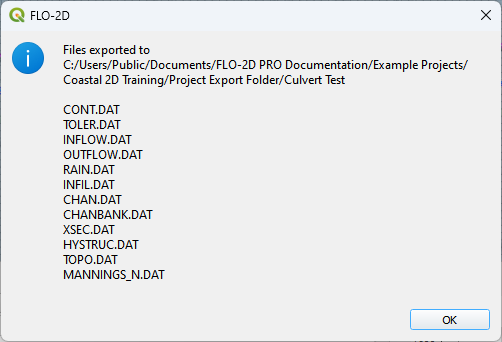 FLO-2D
Files exported to
C:/Users/Public/Documents/FLO-2D PRO Documentation/Example Projects/
Coastal 2D Training/Project Export Folder/Culvert Test
CONT.DAT
TOLER.DAT
INFLOW.DAT
OUTFLOW.DAT
RAIN.DAT
INFIL.DAT
CHAN.DAT
CHANBANK.DAT
XSEC.DAT
HYSTRUC.DAT
TOPO.DAT
MANNINGS_N.DAT
OK